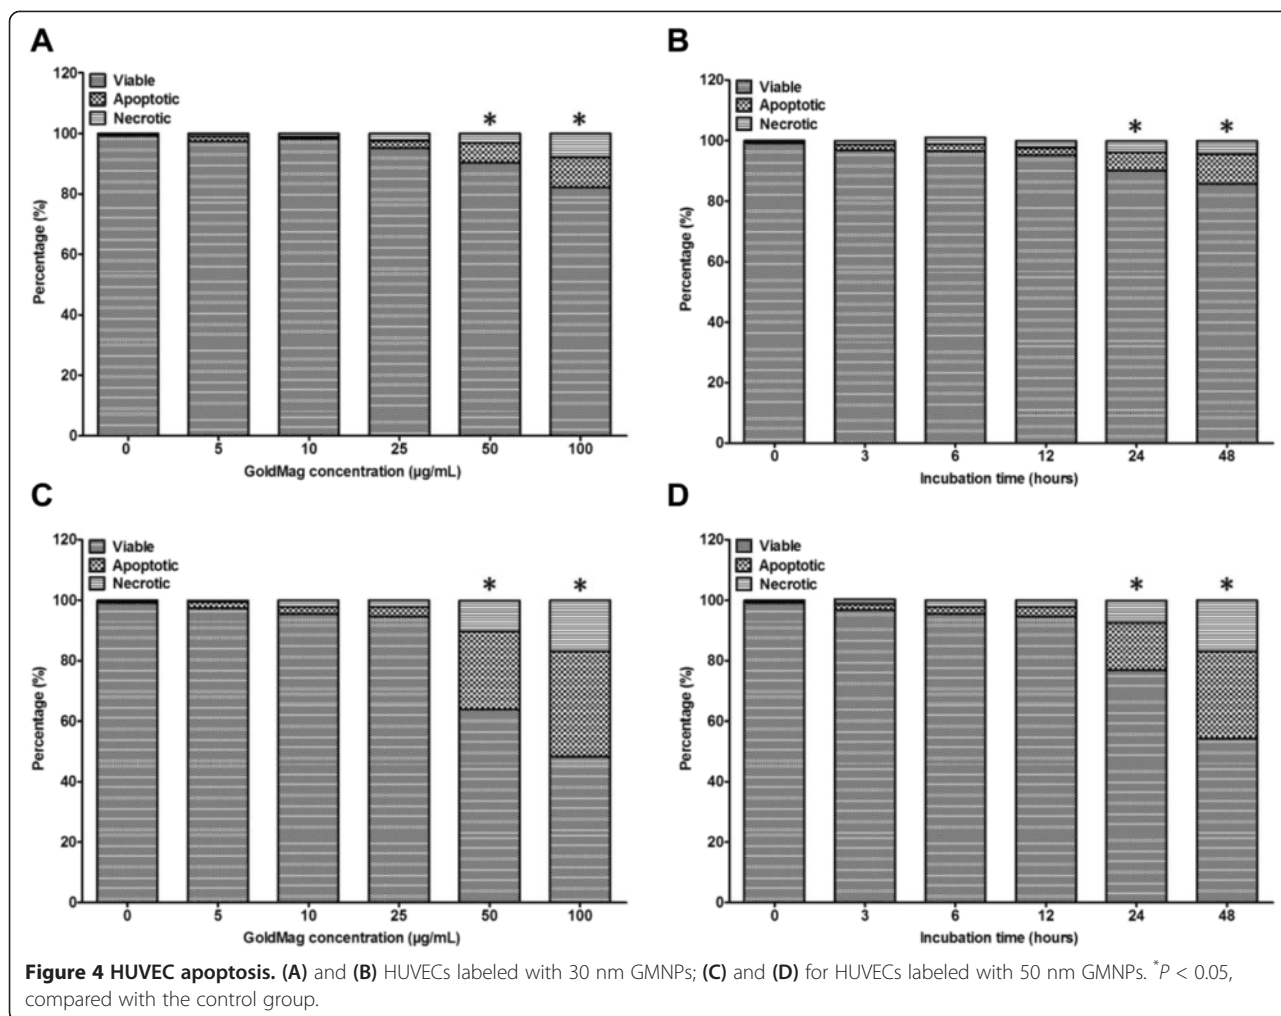 A
120
100
80
60
40
20
0
Percentage (%)
Viable
Apoptotic
Necrotic
* *
0 5 10 25 50 100
GoldMag concentration (µg/mL)
B
120
100
80
60
40
20
0
Percentage (%)
Viable
Apoptotic
Necrotic
* *
0 3 6 12 24 48
Incubation time (hours)
C
120
100
80
60
40
20
0
Percentage (%)
Viable
Apoptotic
Necrotic
* *
0 5 10 25 50 100
GoldMag concentration (µg/mL)
D
120
100
80
60
40
20
0
Percentage (%)
Viable
Apoptotic
Necrotic
* *
0 3 6 12 24 48
Incubation time (hours)
Figure 4 HUVEC apoptosis. (A) and (B) HUVECs labeled with 30 nm GMNPs; (C) and (D) for HUVECs labeled with 50 nm GMNPs. *P < 0.05,
compared with the control group.